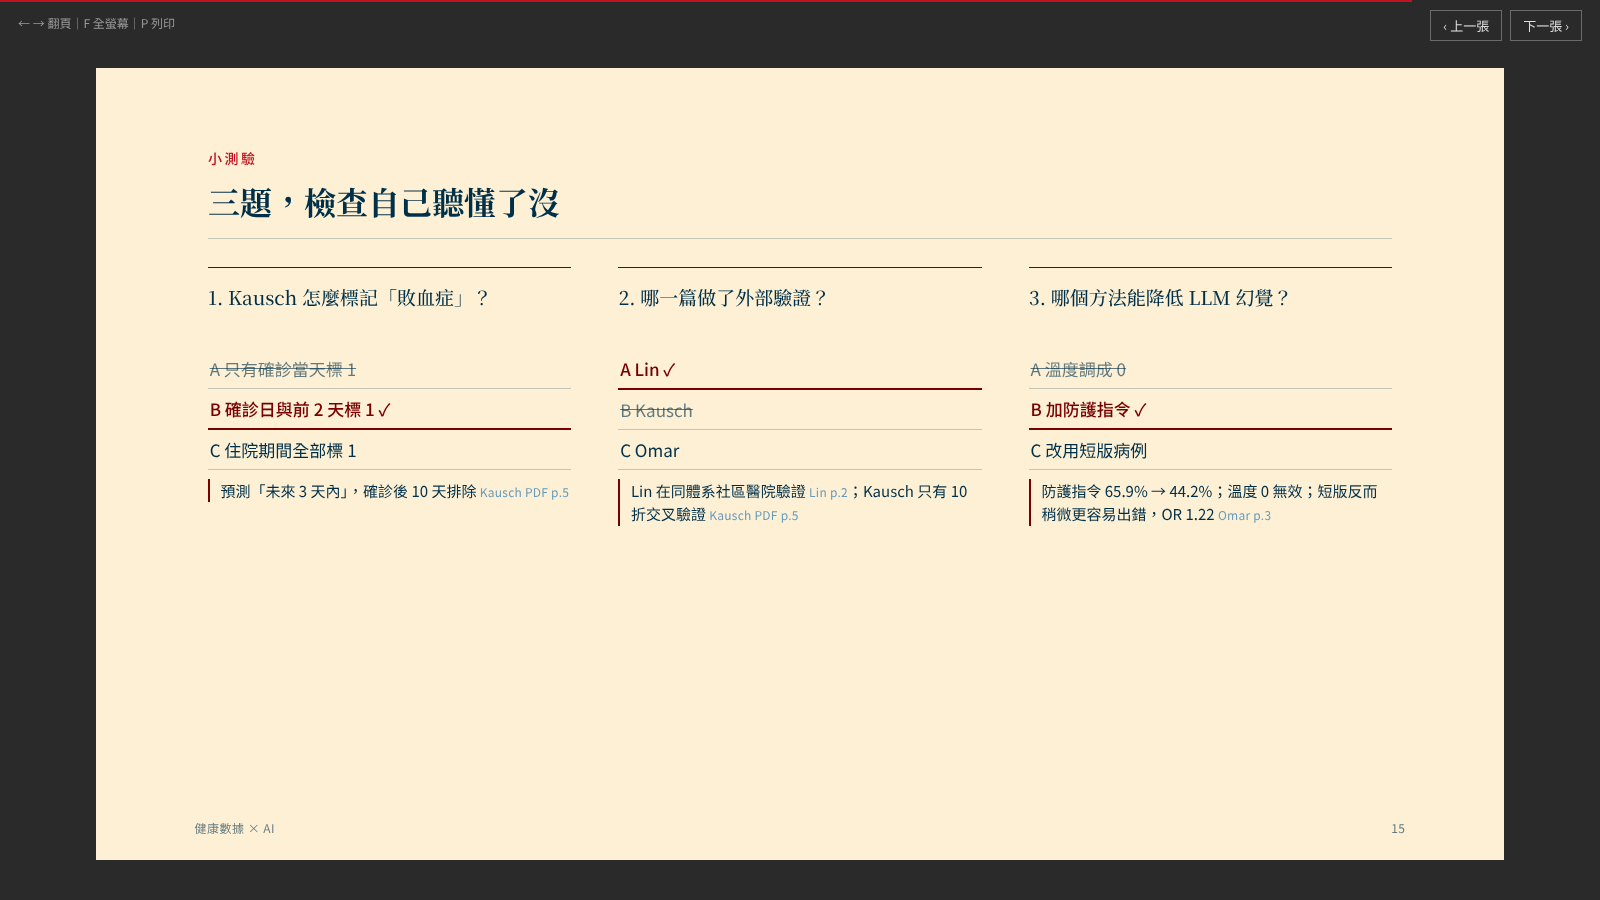 ← → 翻頁｜F 全螢幕｜P 列印
‹ 上一張
下一張 ›
小測驗
三題，檢查自己聽懂了沒
1. Kausch 怎麼標記「敗血症」？
A 只有確診當天標 1
B 確診日與前 2 天標 1 ✓
C 住院期間全部標 1
預測「未來 3 天內」，確診後 10 天排除 Kausch PDF p.5
2. 哪一篇做了外部驗證？
A Lin ✓
B Kausch
C Omar
Lin 在同體系社區醫院驗證 Lin p.2；Kausch 只有 10
折交叉驗證 Kausch PDF p.5
3. 哪個方法能降低 LLM 幻覺？
A 溫度調成 0
B 加防護指令 ✓
C 改用短版病例
防護指令 65.9% → 44.2%；溫度 0 無效；短版反而
稍微更容易出錯，OR 1.22 Omar p.3
健康數據 × AI
15